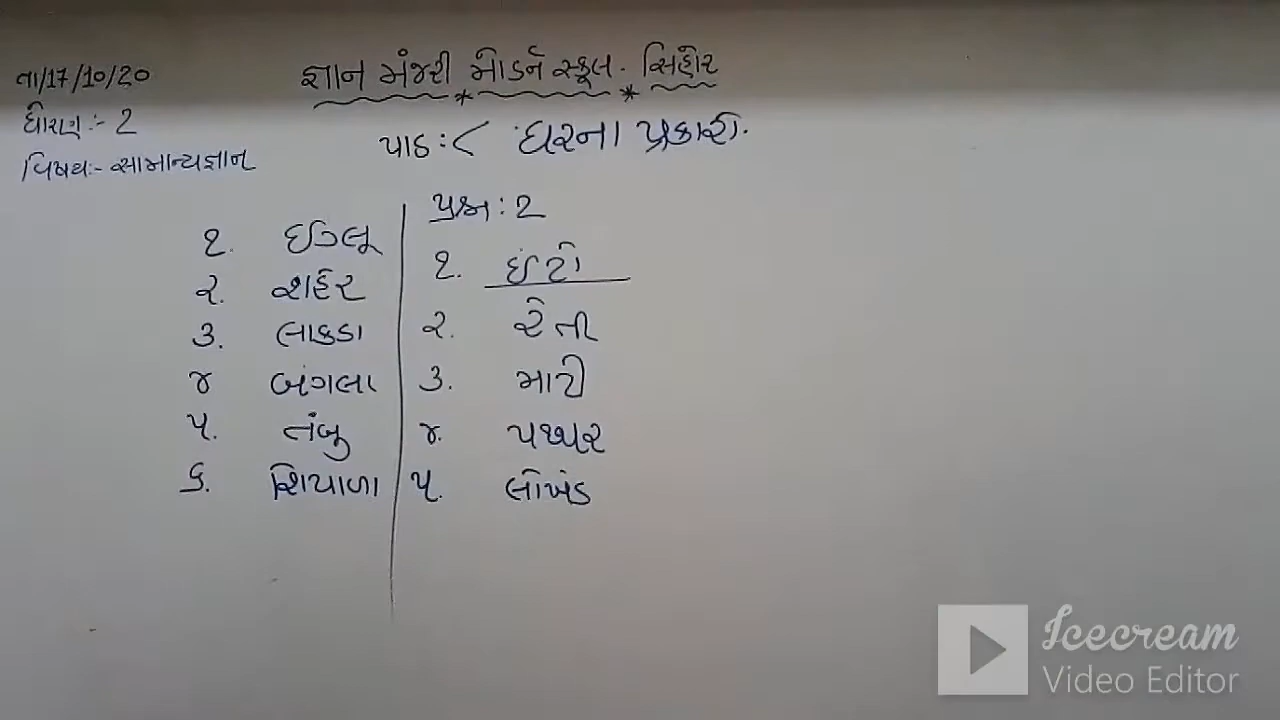 તા/17/10/20
જ્ઞાન મંજરી મોડર્ન સ્કૂલ. સિહોર
ધોરણ :- 2
પાઠ : ૮ ઘરના પ્રકારો.
વિષય:- સામાન્યજ્ઞાન
૧. ઈગ્લૂ
૨. શહેર
૩. લાકડા
૪ બંગલા
૫. તંબુ
૬. શિયાળા
પ્રશ્ન : 2
૧. ઈંટો
૨. રેતી
૩. માટી
૪. પથ્થર
૫. લોખંડ
Icecream
Video Editor